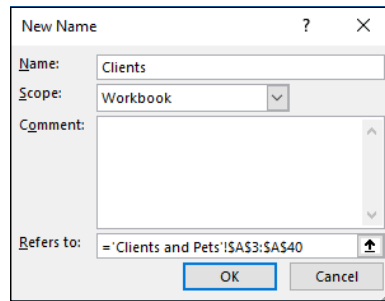 New Name ?
Name: Clients
Scope: Workbook
Comment:
Refers to: ='Clients and Pets'!$A$3:$A$40
OK Cancel